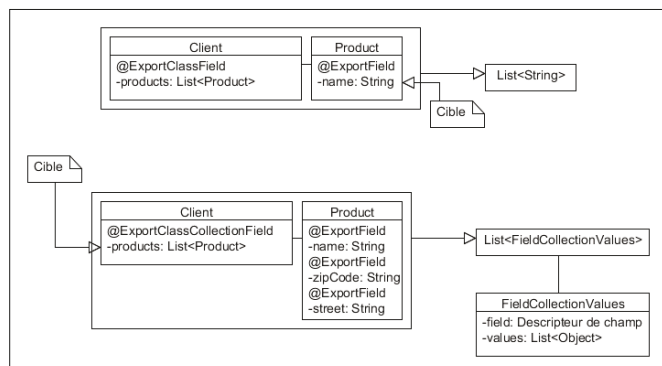 Client
@ExportClassField
-products: List<Product>
Product
@ExportField
-name: String
List<String>
Cible
Cible
Client
@ExportClassCollectionField
-products: List<Product>
Product
@ExportField
-name: String
@ExportField
-zipCode: String
@ExportField
-street: String
List<FieldCollectionValues>
FieldCollectionValues
-field: Descripteur de champ
-values: List<Object>